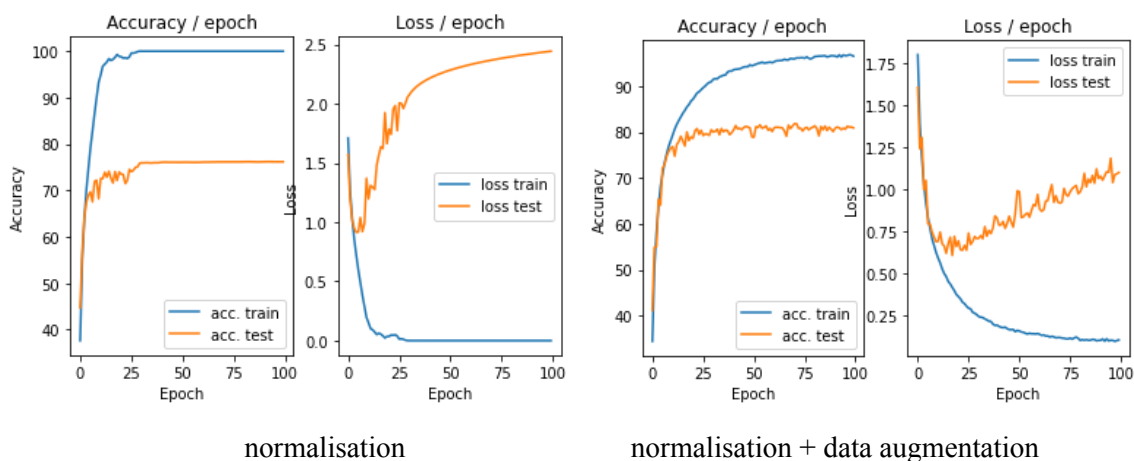 Accuracy / epoch
100
90
80
70
60
50
40
Accuracy
acc. train
acc. test
0 25 50 75 100
Epoch
Loss / epoch
2.5
2.0
1.5
1.0
0.5
0.0
Loss
loss train
loss test
0 25 50 75 100
Epoch
normalisation
Accuracy / epoch
100
90
80
70
60
50
40
Accuracy
acc. train
acc. test
0 25 50 75 100
Epoch
Loss / epoch
1.75
1.50
1.25
1.00
0.75
0.50
0.25
Loss
loss train
loss test
0 25 50 75 100
Epoch
normalisation + data augmentation